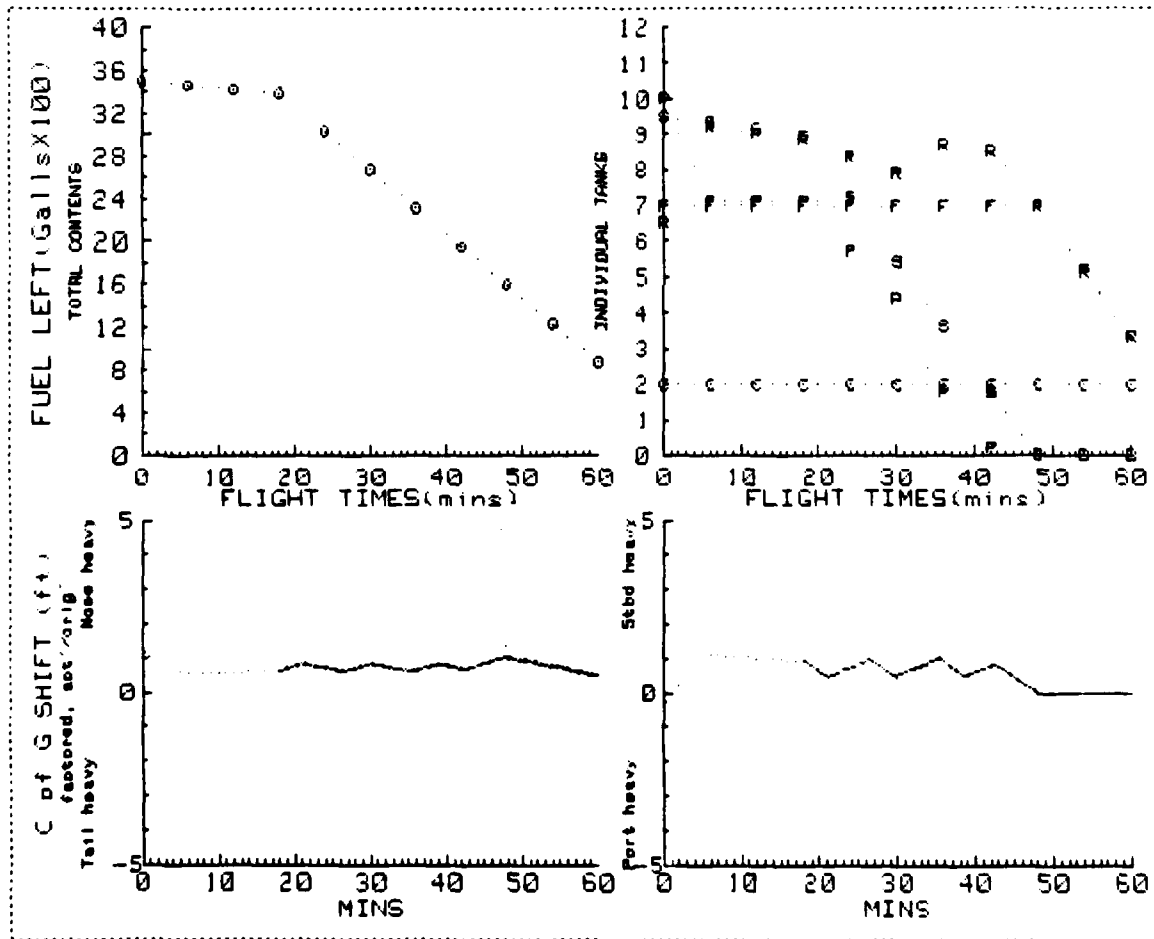 FUEL LEFT(GallsX100)
TOTAL CONTENTS
40
36
32
28
24
20
16
12
8
4
0
0 10 20 30 40 50 60
FLIGHT TIMES(mins)
INDIVIDUAL TANKS
12
11
10
9
8
7
6
5
4
3
2
1
0
0 10 20 30 40 50 60
FLIGHT TIMES(mins)
C of G SHIFT (ft)
Tail heavy Nose heavy
5
0
-5
0 10 20 30 40 50 60
MINS
Port heavy Stbd heavy
5
0
-5
0 10 20 30 40 50 60
MINS